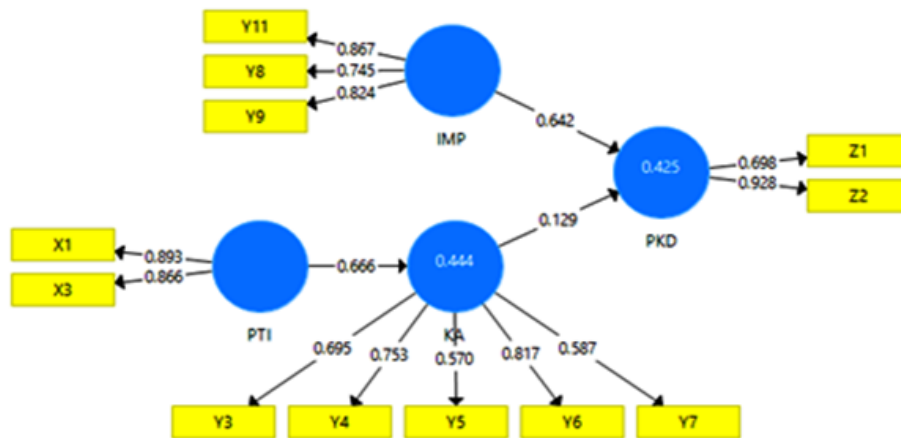 Y11
0.867
Y8
0.745
Y9
0.824
IMP
0.642
0.425
0.698
Z1
0.928
Z2
PKD
0.129
X1
0.893
X3
0.866
0.666
0.444
PTI
KA
0.695
0.753
0.570
0.817
0.587
Y3
Y4
Y5
Y6
Y7